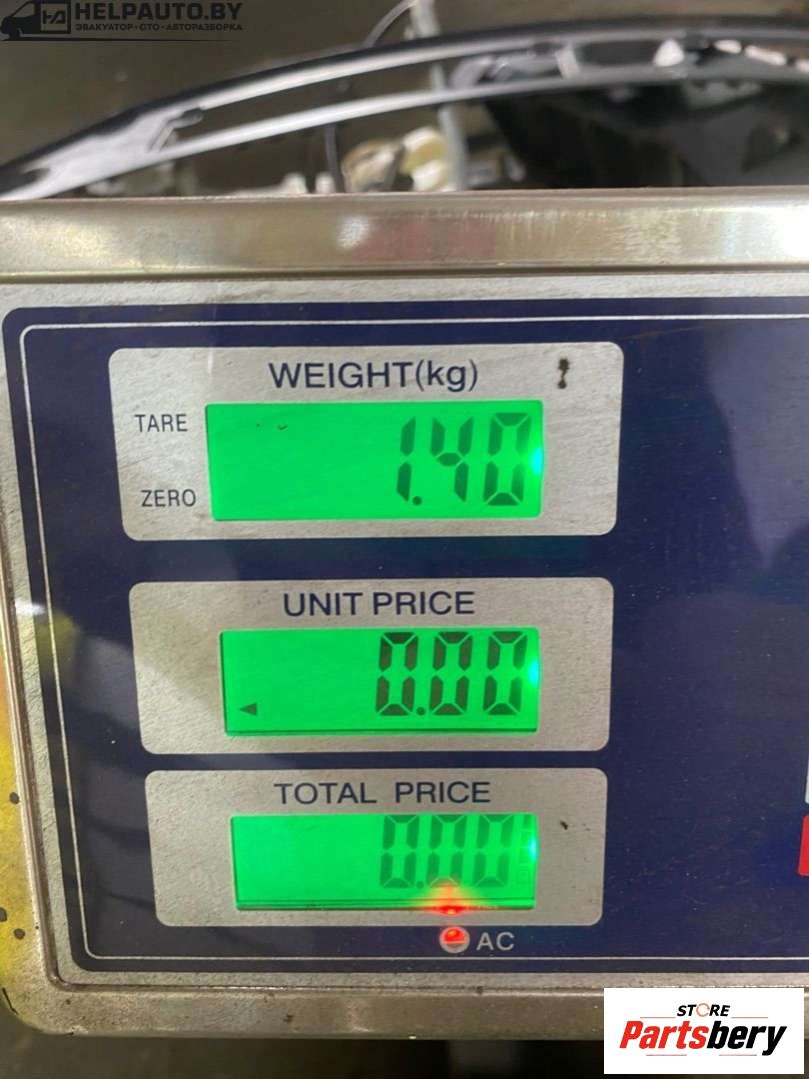 HELPAUTO.BY
ЭВАКУАТОР·СТО·АВТОРАЗБОРКА
WEIGHT(kg)
TARE
1.40
ZERO
UNIT PRICE
0.00
TOTAL PRICE
0.00
AC
STORE
Partsbery